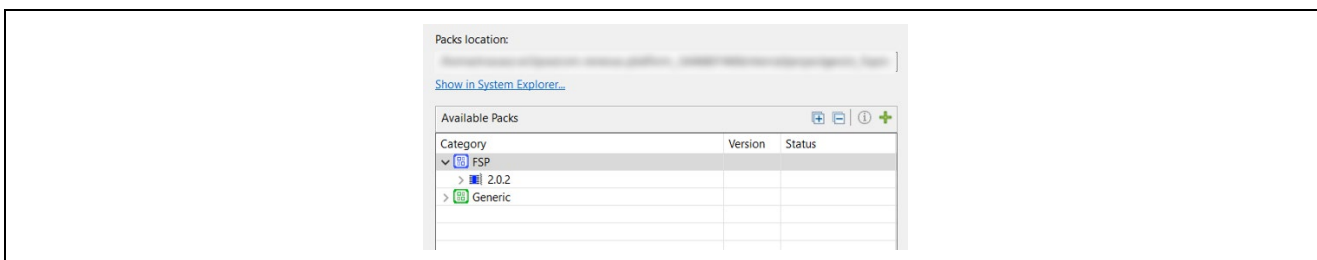 Packs location:
Show in System Explorer...
Available Packs
Category Version Status
FSP
2.0.2
Generic